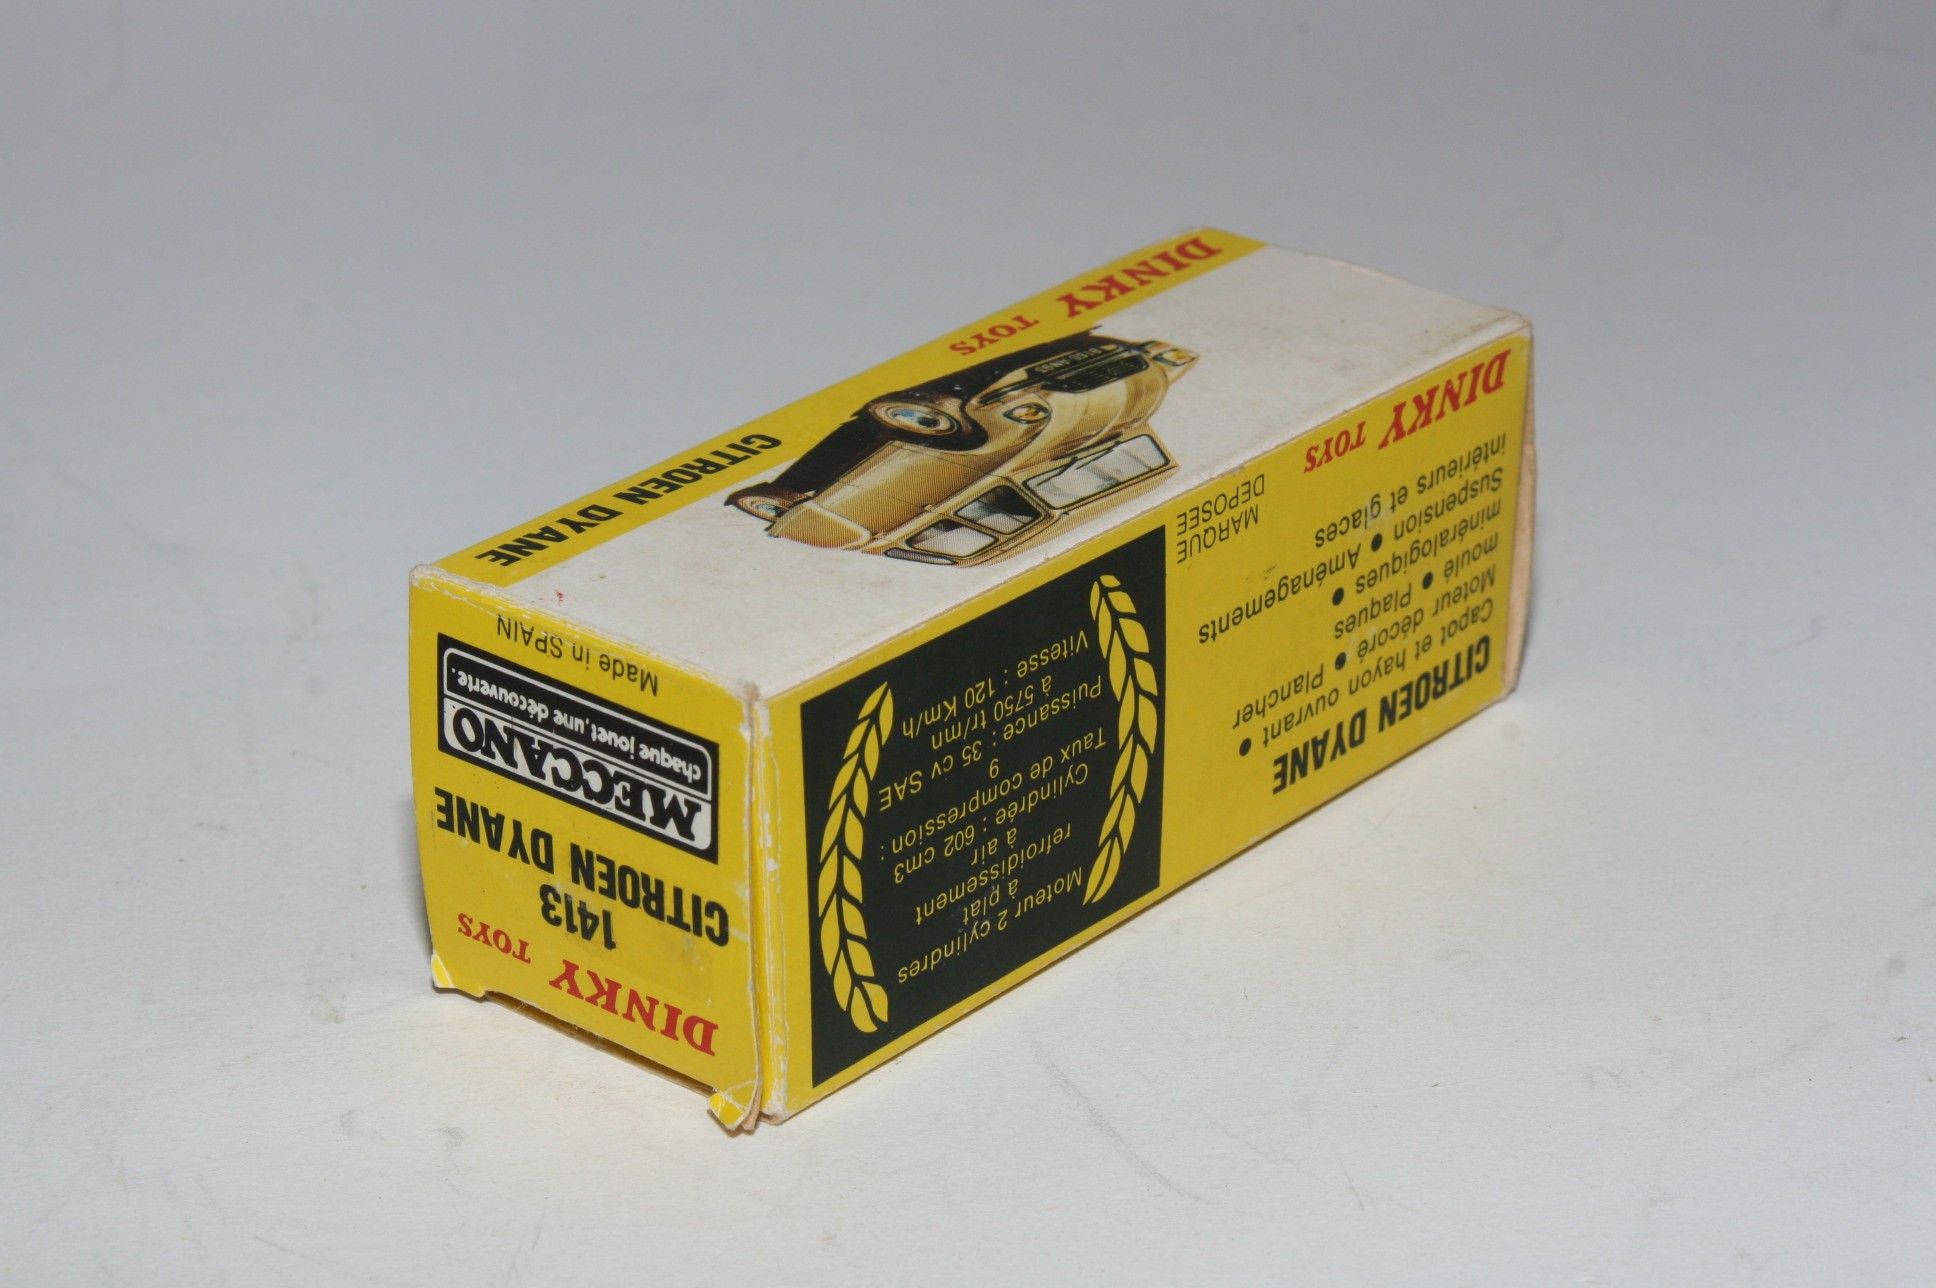 DINKY TOYS
CITROEN DYANE
DINKY TOYS
1413
CITROEN DYANE
MECCANO
chaque jouet, une découverte.
Made in SPAIN
Moteur 2 cylindres
à plat
refroidissement
à air
Cylindrée : 602 cm3
Taux de compression :
9
Puissance : 35 cv SAE
à 5750 tr/mn
Vitesse : 120 Km/h
CITROEN DYANE
Capot et hayon ouvrant •
Moteur décoré • Plancher
moulé • Plaques
minéralogiques •
Suspension • Aménagements
intérieurs et glaces
DINKY TOYS
MARQUE
DEPOSEE